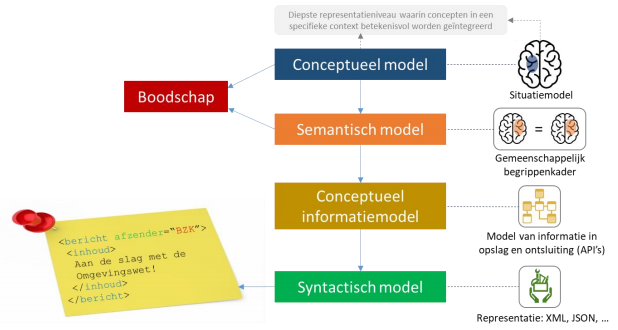 Diepste representatieniveau waarin concepten in een
specifieke context betekenisvol worden geïntegreerd
Conceptueel model
Situatiemodel
Boodschap
Semantisch model
=
Gemeenschappelijk
begrippenkader
Conceptueel
informatiemodel
Model van informatie in
opslag en ontsluiting (API's)
<bericht afzender="BZK">
<inhoud>
Aan de slag met de
Omgevingswet!
</inhoud>
</bericht>
Syntactisch model
Representatie: XML, JSON, ...